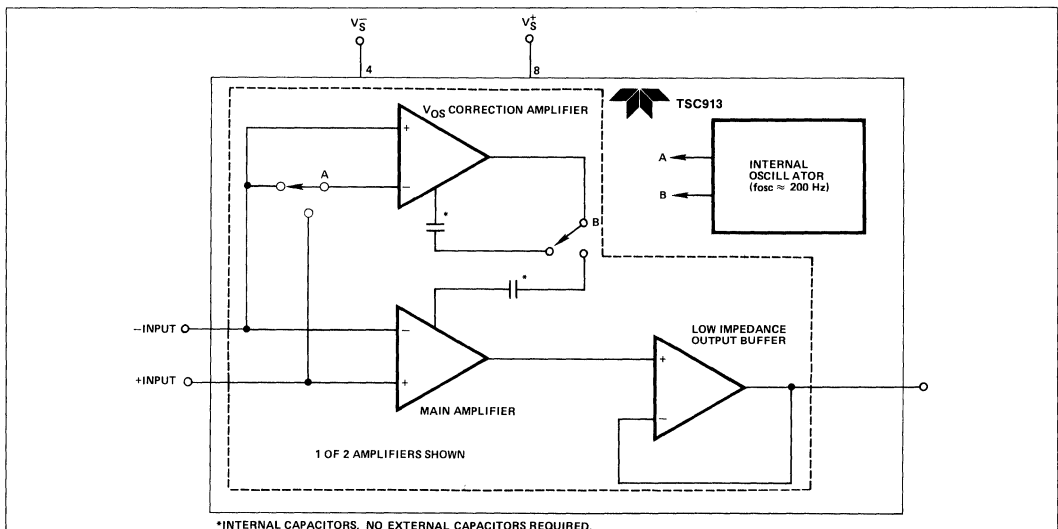 V_S^- V_S^+
4 8
TSC913
V_OS CORRECTION AMPLIFIER
+
A
−
*
B
A
B
INTERNAL
OSCILLATOR
(fosc ≈ 200 Hz)
*
−INPUT
−
+INPUT
+
MAIN AMPLIFIER
LOW IMPEDANCE
OUTPUT BUFFER
+
−
1 OF 2 AMPLIFIERS SHOWN
*INTERNAL CAPACITORS. NO EXTERNAL CAPACITORS REQUIRED.